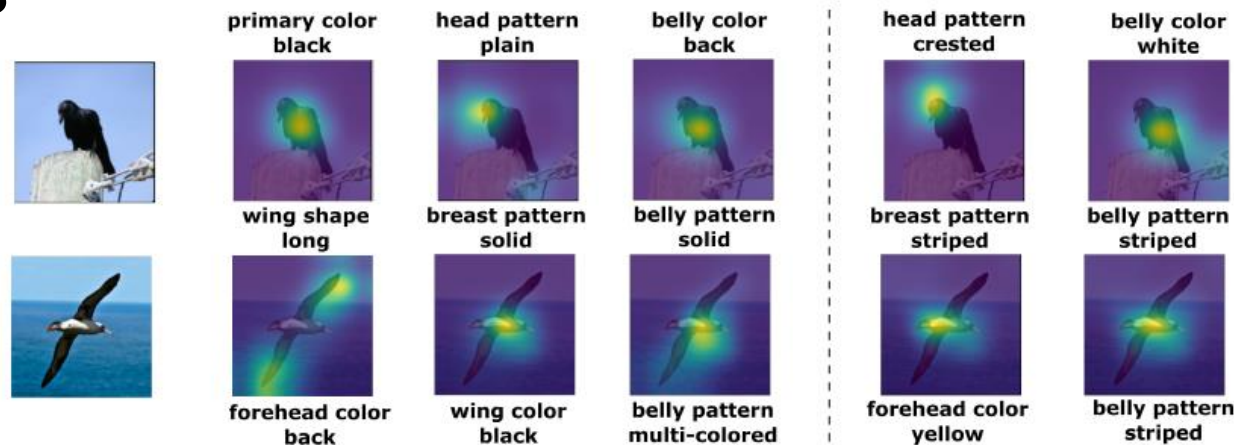 primary color
black
head pattern
plain
belly color
back
head pattern
crested
belly color
white
wing shape
long
breast pattern
solid
belly pattern
solid
breast pattern
striped
belly pattern
striped
forehead color
back
wing color
black
belly pattern
multi-colored
forehead color
yellow
belly pattern
striped